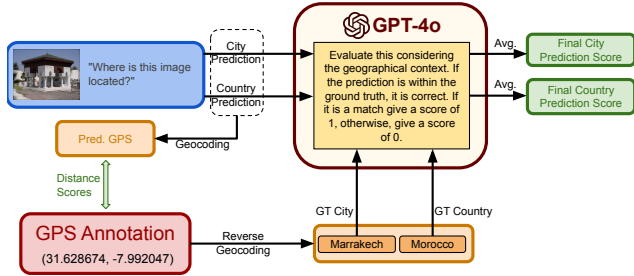 GPT-4o
"Where is this image
located?"
City
Prediction
Country
Prediction
Evaluate this considering
the geographical context. If
the prediction is within the
ground truth, it is correct. If
it is a match give a score of
1, otherwise, give a score
of 0.
Avg.
Final City
Prediction Score
Avg.
Final Country
Prediction Score
Pred. GPS
Geocoding
Distance
Scores
GT City
GT Country
GPS Annotation
(31.628674, -7.992047)
Reverse
Geocoding
Marrakech
Morocco